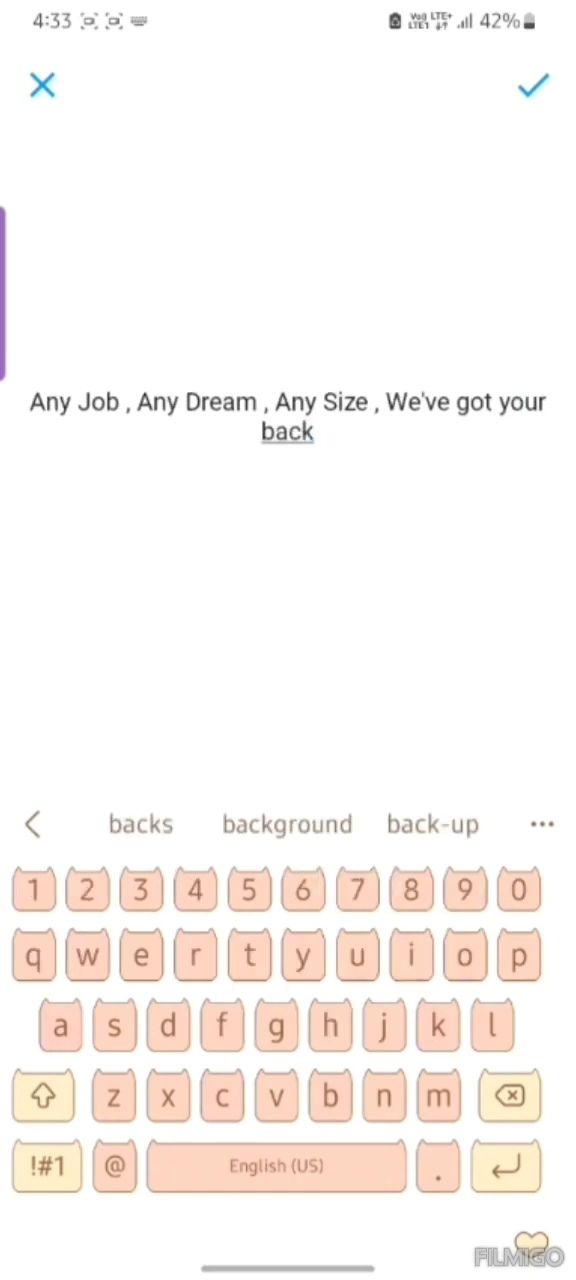 4:33 42%
Any Job , Any Dream , Any Size , We've got your
back
backs background back-up ...
1 2 3 4 5 6 7 8 9 0
q w e r t y u i o p
a s d f g h j k l
z x c v b n m
!#1 @ English (US) .
FILMIGO